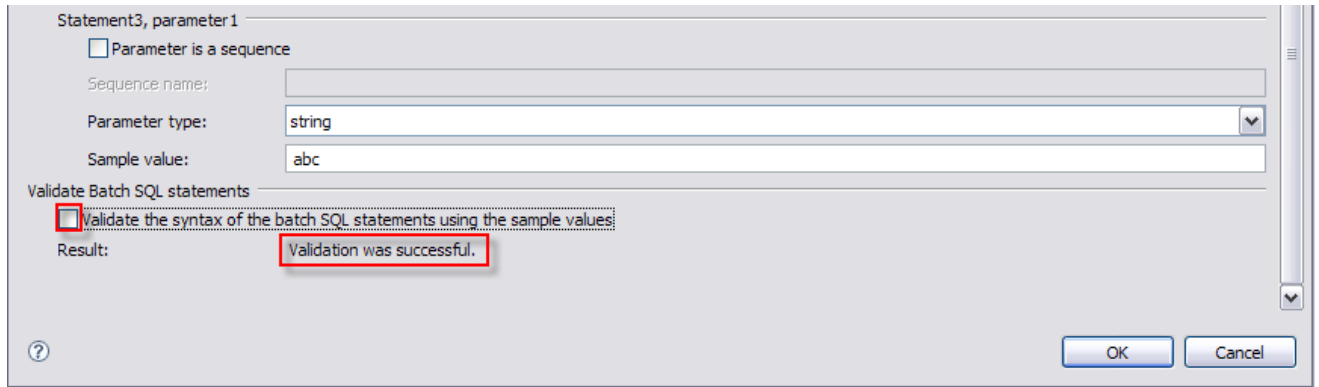 Statement3, parameter1
Parameter is a sequence
Sequence name:
Parameter type: string
Sample value: abc
Validate Batch SQL statements
Validate the syntax of the batch SQL statements using the sample values
Result: Validation was successful.
? OK Cancel